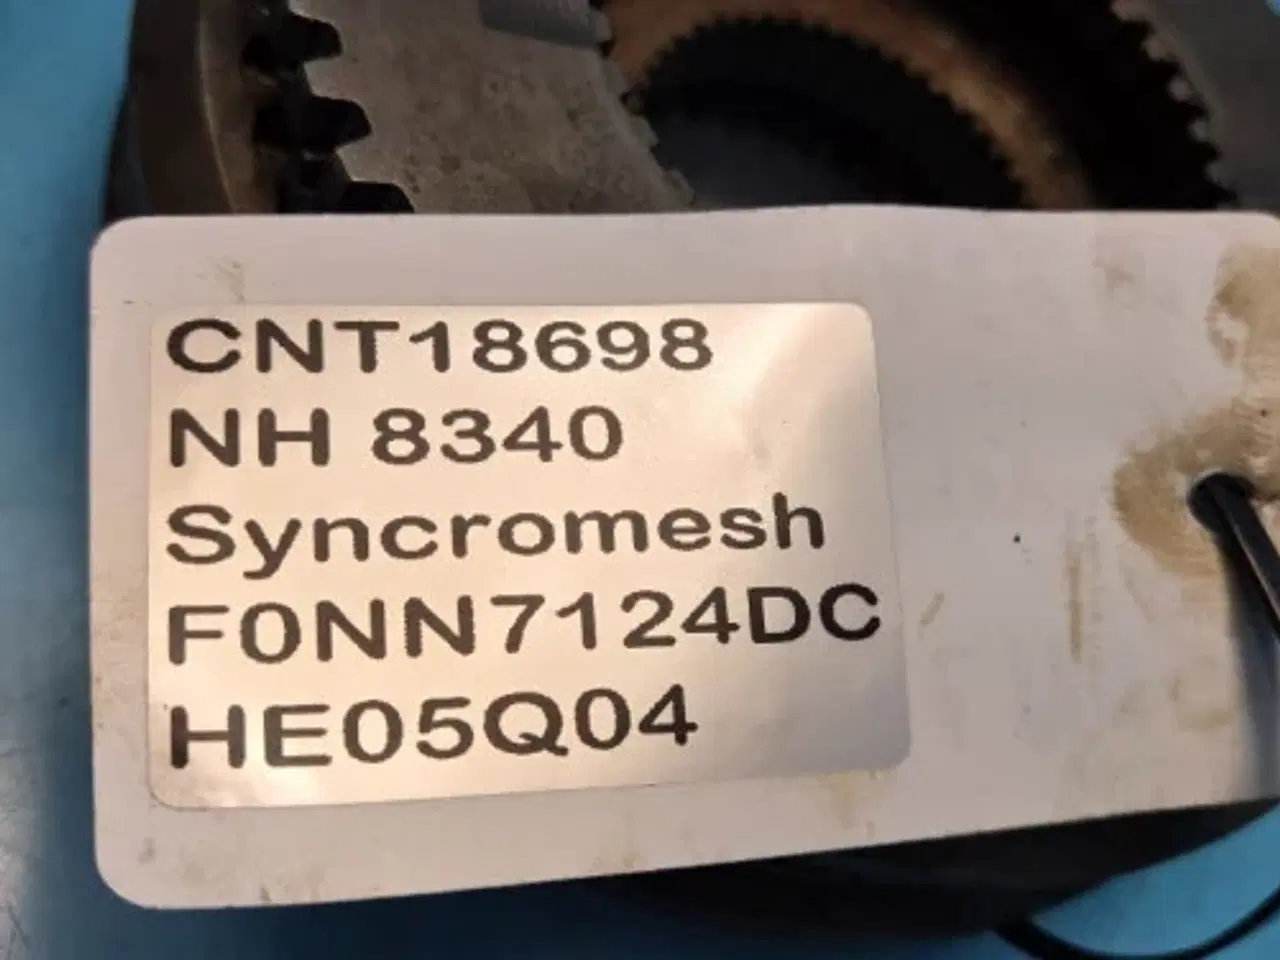 CNT18698
NH 8340
Syncromesh
F0NN7124DC
HE05Q04